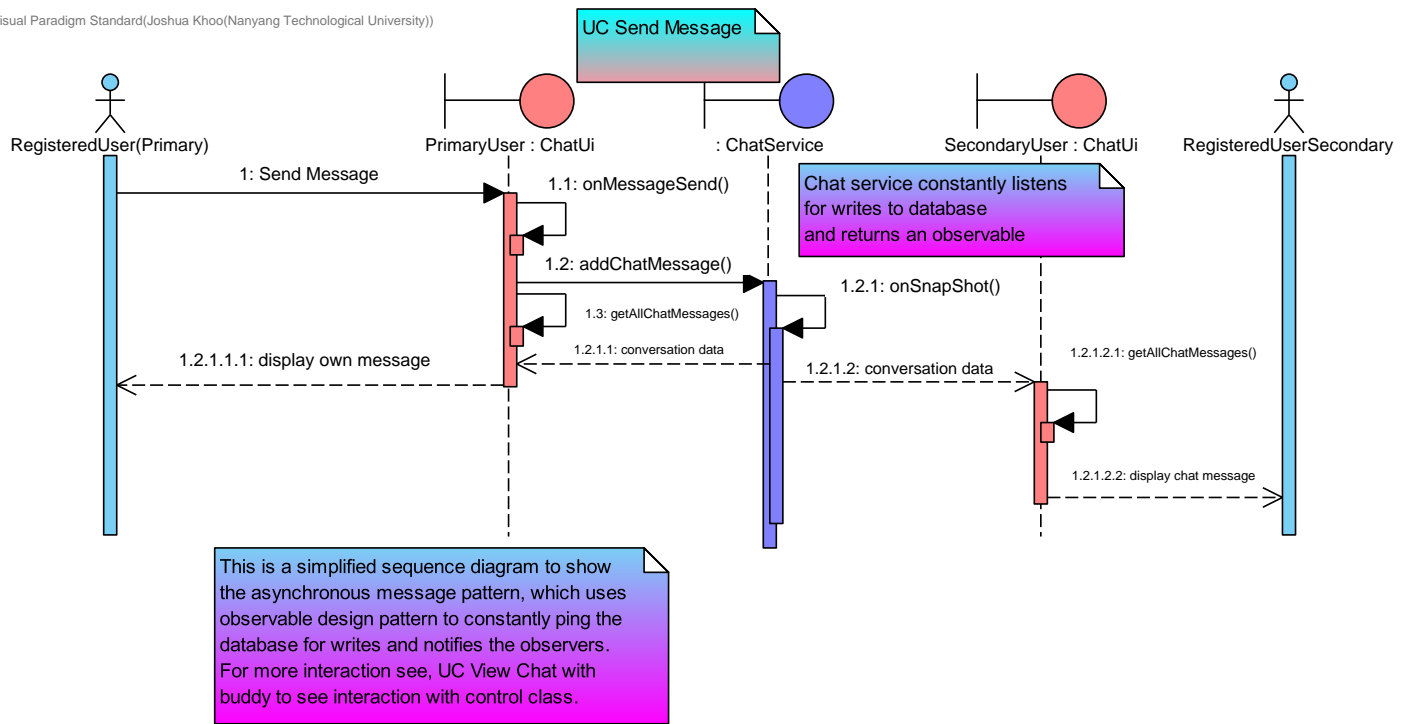 isual Paradigm Standard(Joshua Khoo(Nanyang Technological University))
UC Send Message
RegisteredUser(Primary)
PrimaryUser : ChatUi
: ChatService
SecondaryUser : ChatUi
RegisteredUserSecondary
1: Send Message
1.1: onMessageSend()
Chat service constantly listens
for writes to database
and returns an observable
1.2: addChatMessage()
1.2.1: onSnapShot()
1.3: getAllChatMessages()
1.2.1.1: conversation data
1.2.1.1.1: display own message
1.2.1.2: conversation data
1.2.1.2.1: getAllChatMessages()
1.2.1.2.2: display chat message
This is a simplified sequence diagram to show
the asynchronous message pattern, which uses
observable design pattern to constantly ping the
database for writes and notifies the observers.
For more interaction see, UC View Chat with
buddy to see interaction with control class.